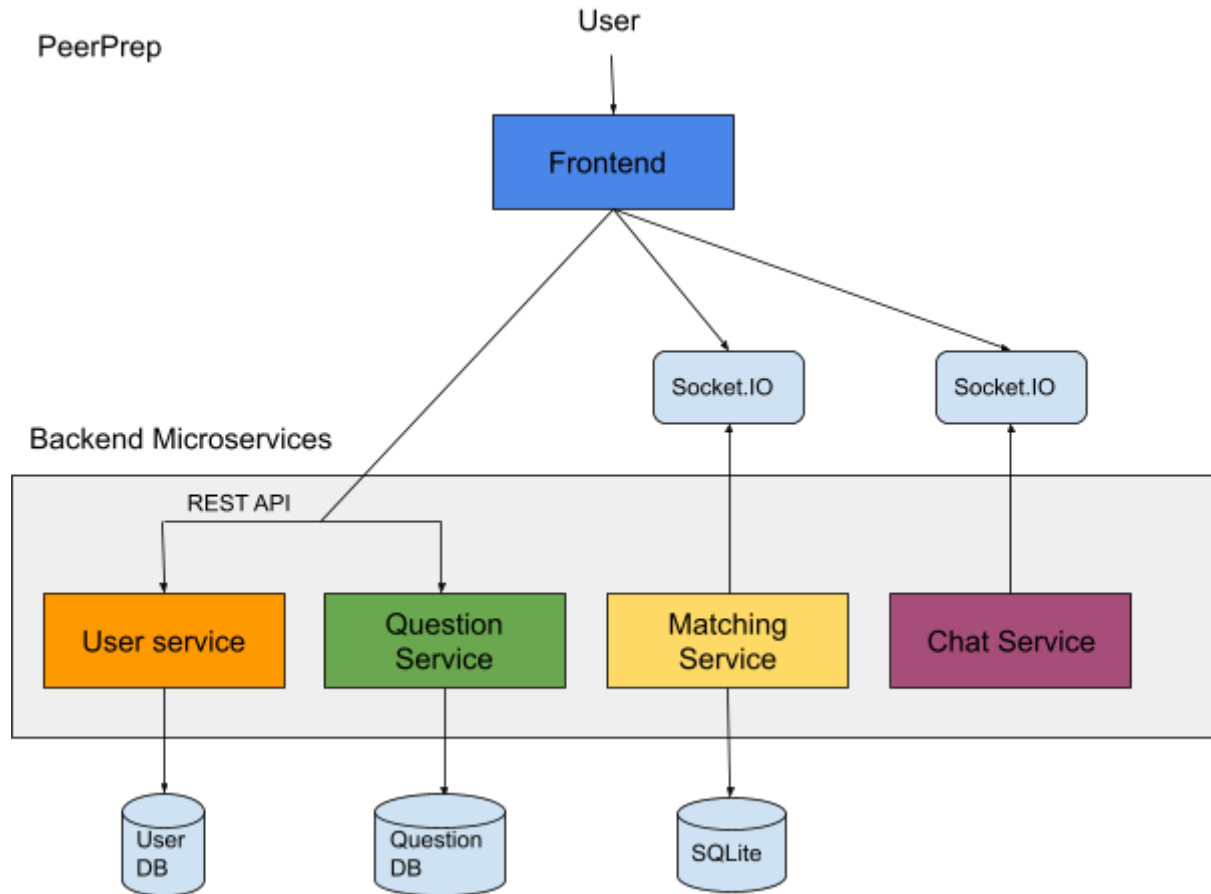 User
PeerPrep
Frontend
Socket.IO
Socket.IO
Backend Microservices
REST API
User service
Question
Service
Matching
Service
Chat Service
User
DB
Question
DB
SQLite